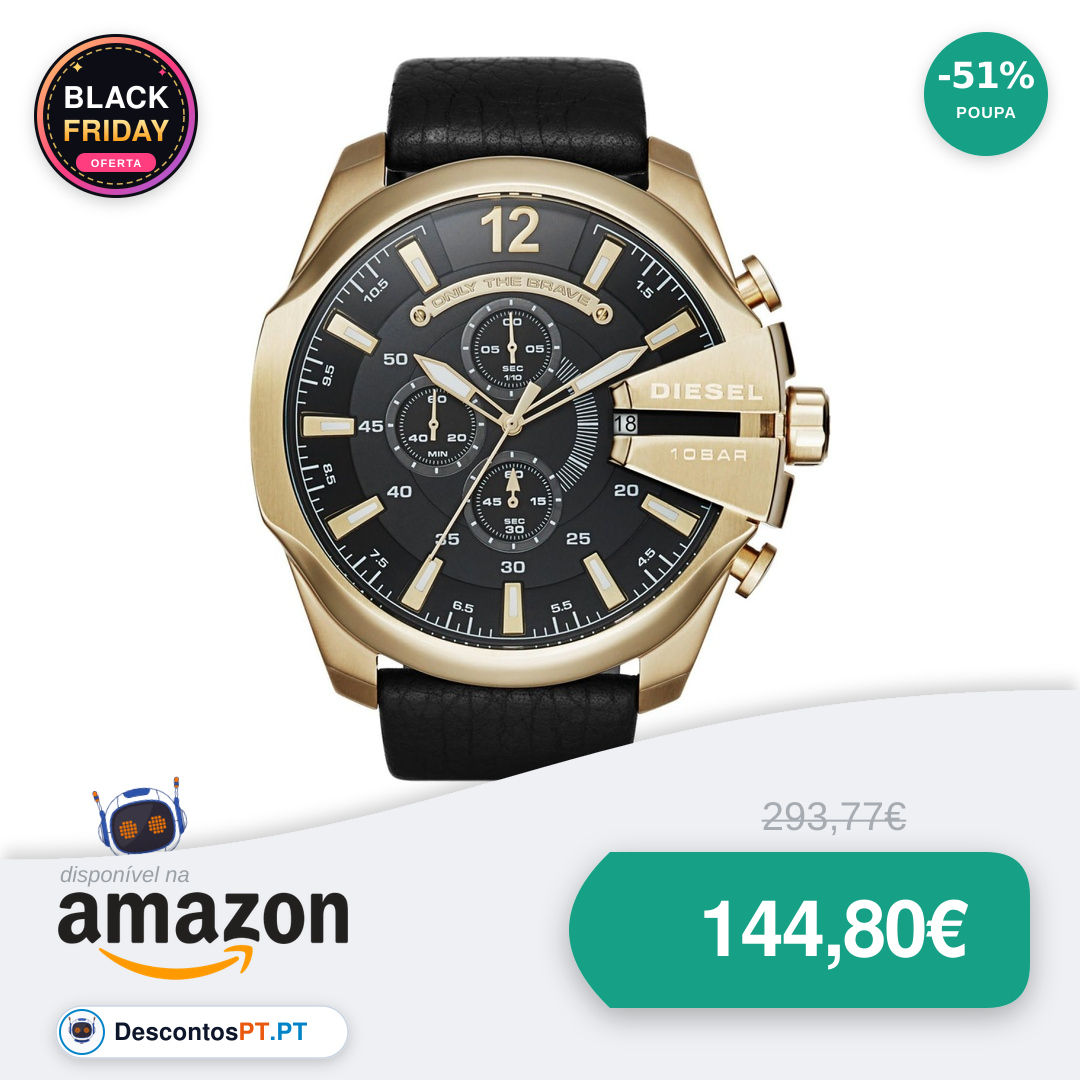 BLACK
FRIDAY
OFERTA
-51%
POUPA
12
ONLY THE BRAVE
10.5
1.5
00
05 05
SEC
1/10
50
9.5
DIESEL
60
45
40 20
MIN
18
10BAR
8.5
60
45 15
SEC
30
40
20
35
25
30
7.5
4.5
6.5
5.5
293,77€
144,80€
disponível na
amazon
DescontosPT.PT